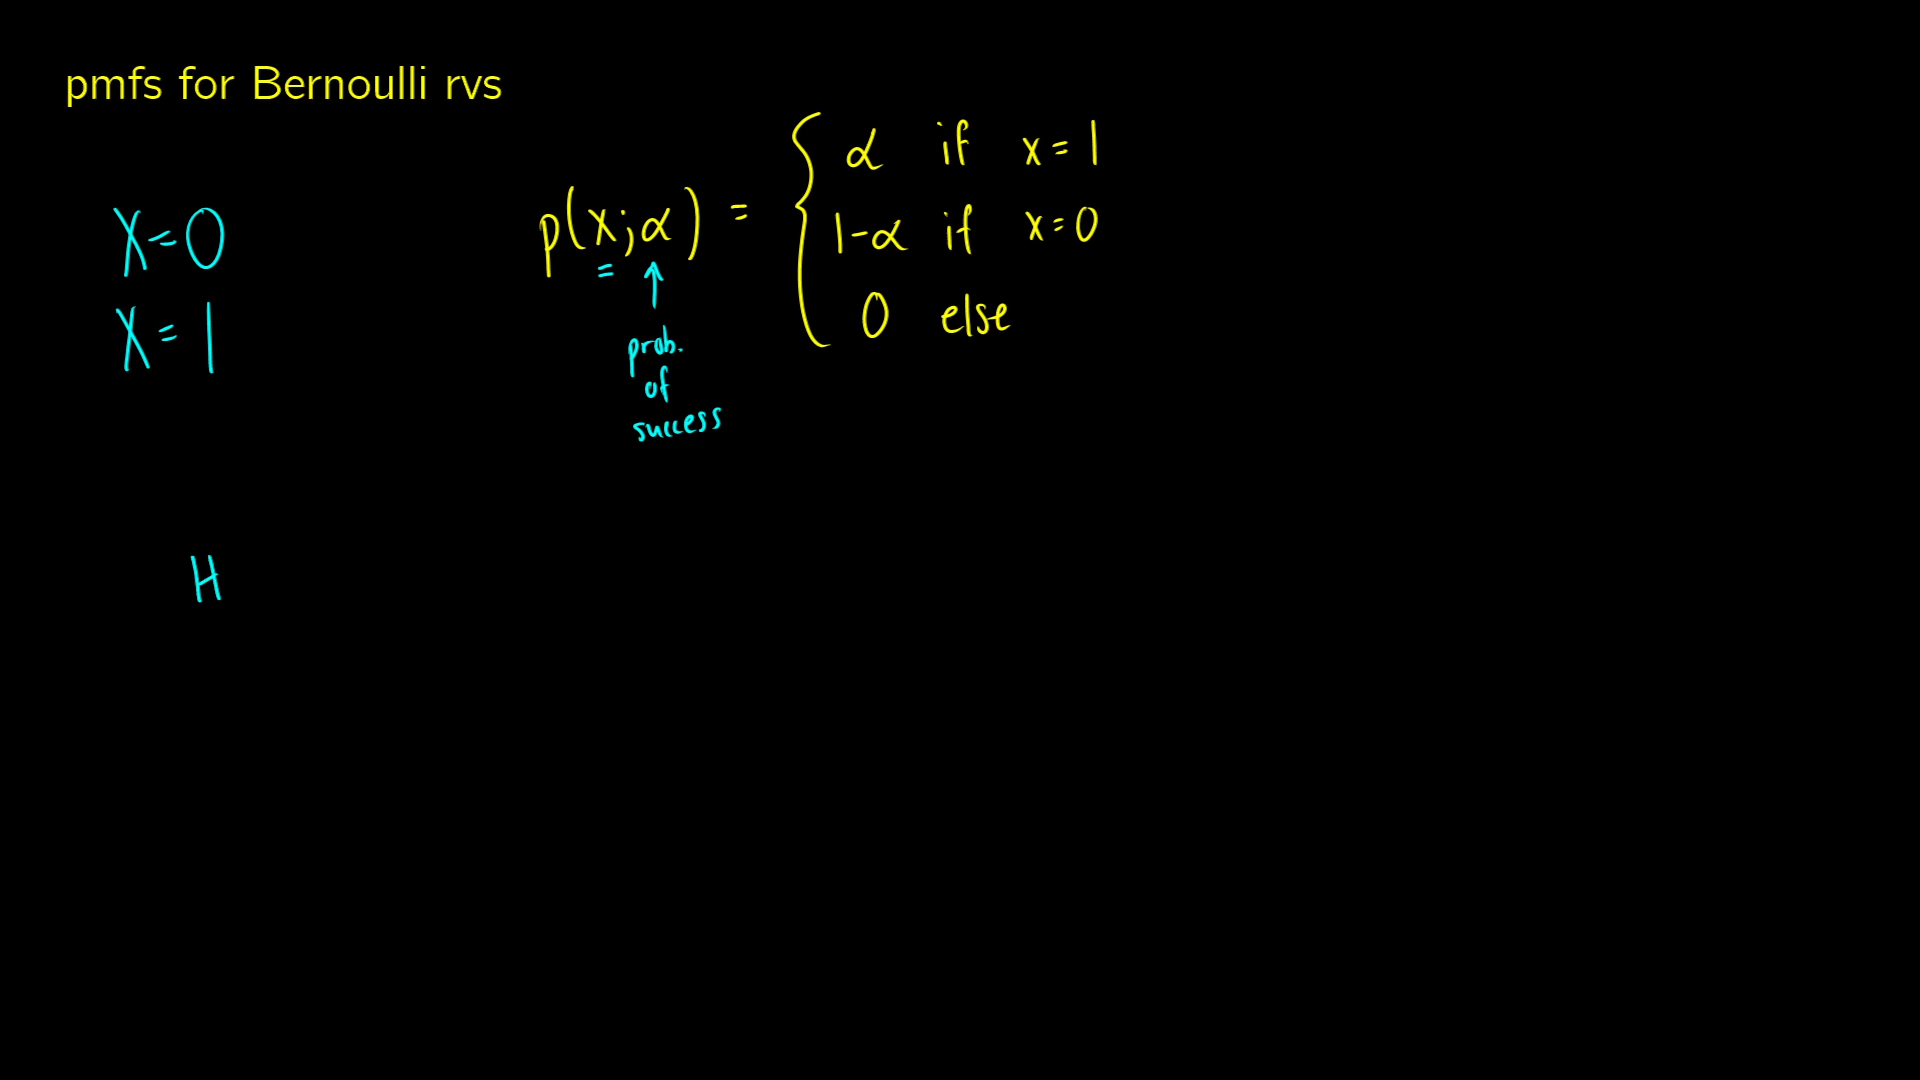 pmfs for Bernoulli rvs
X=0
X=1
p(x;α) = { α if x=1
1-α if x=0
0 else
=
↑
prob.
of
success
H